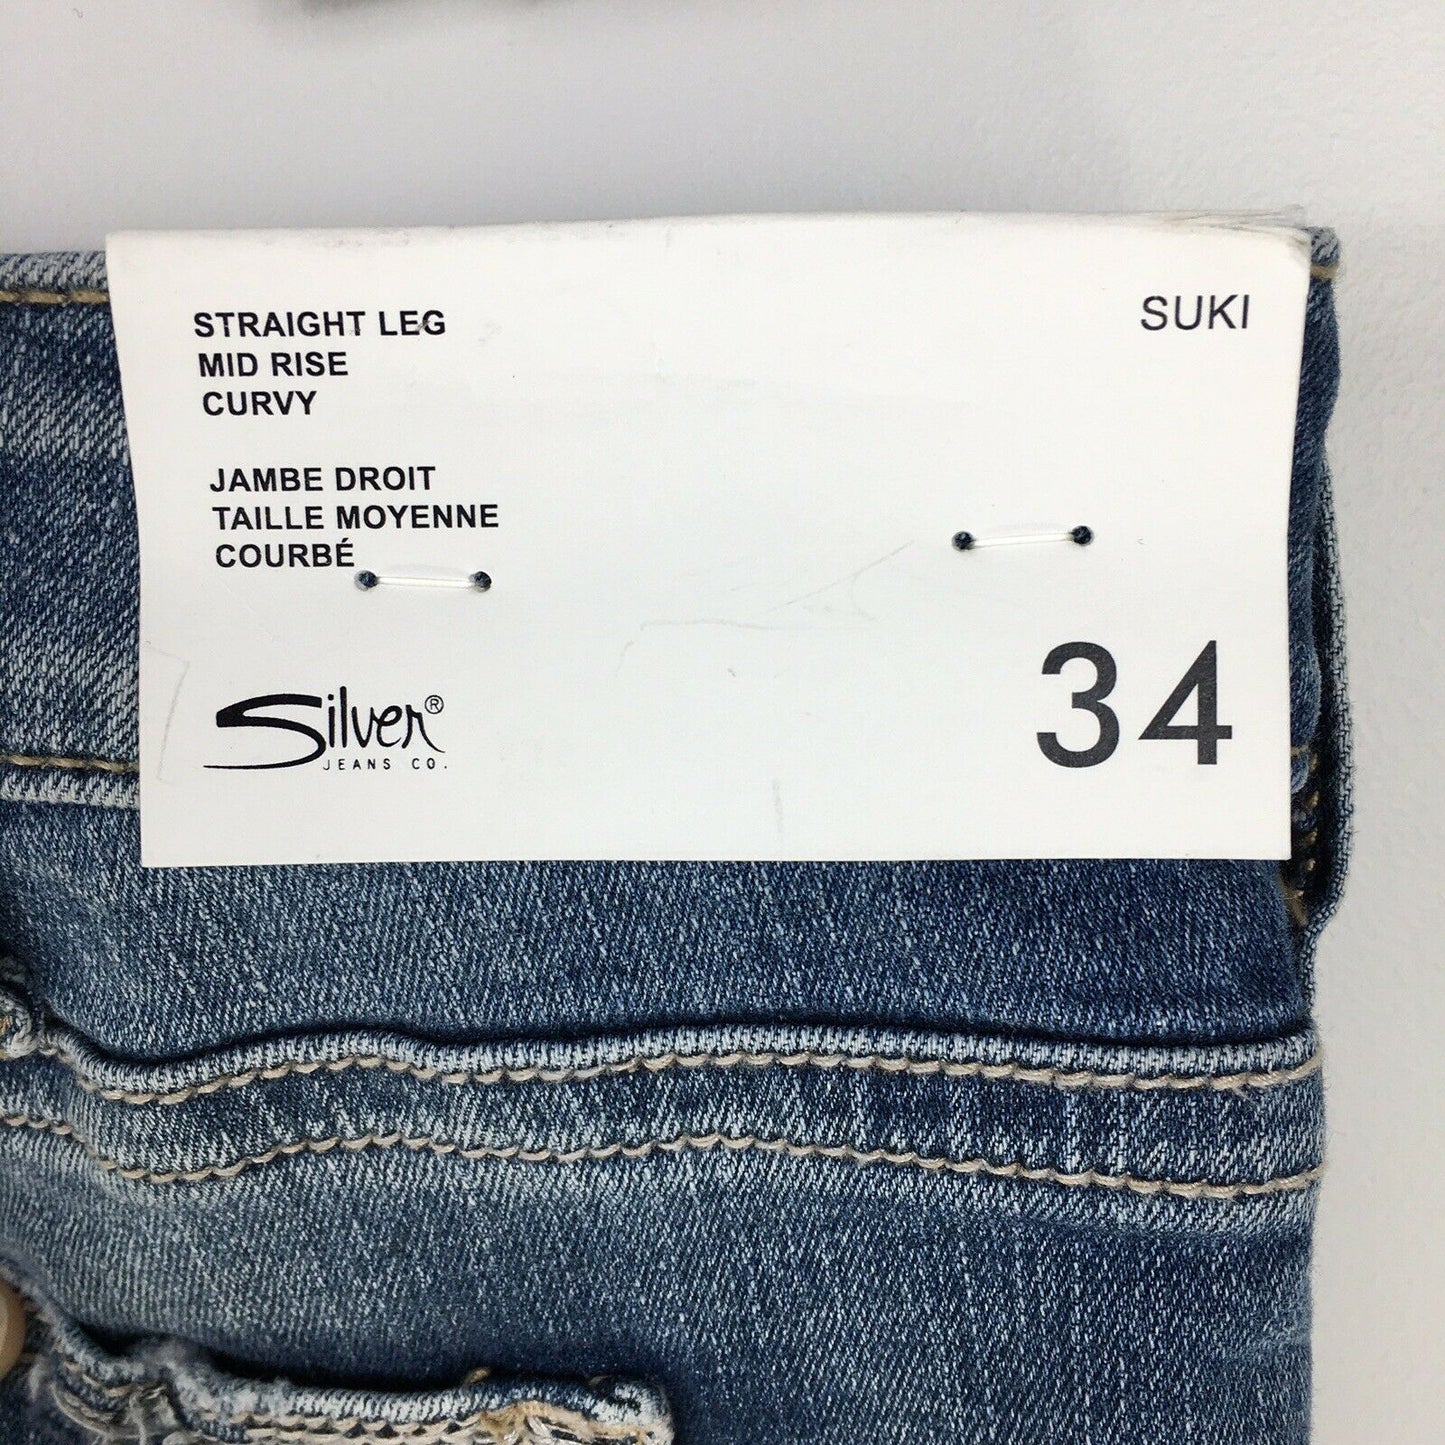 STRAIGHT LEG
MID RISE
CURVY
SUKI
JAMBE DROIT
TAILLE MOYENNE
COURBÉ
Silver®
JEANS CO.
34